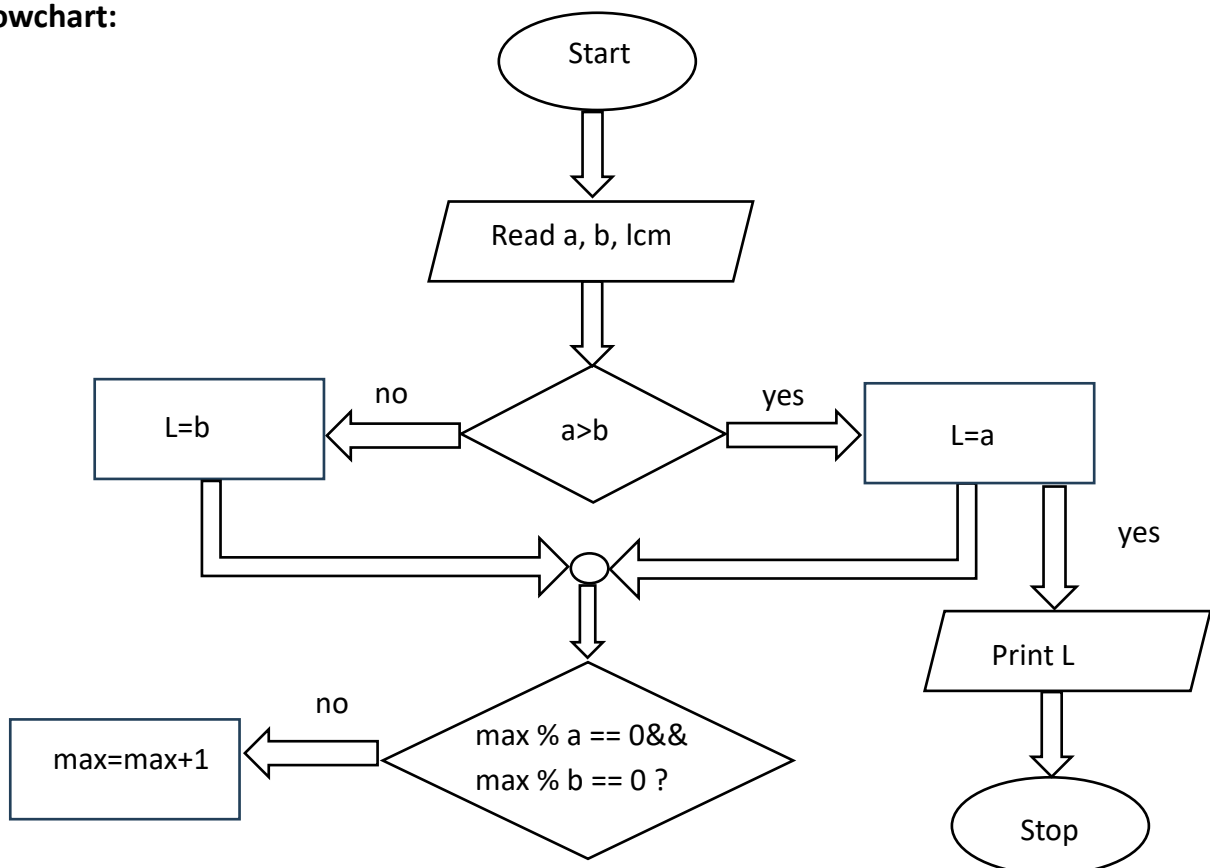 owchart:
Start
Read a, b, lcm
no
yes
L=b
a>b
L=a
yes
Print L
no
max % a == 0&&
max % b == 0 ?
max=max+1
Stop